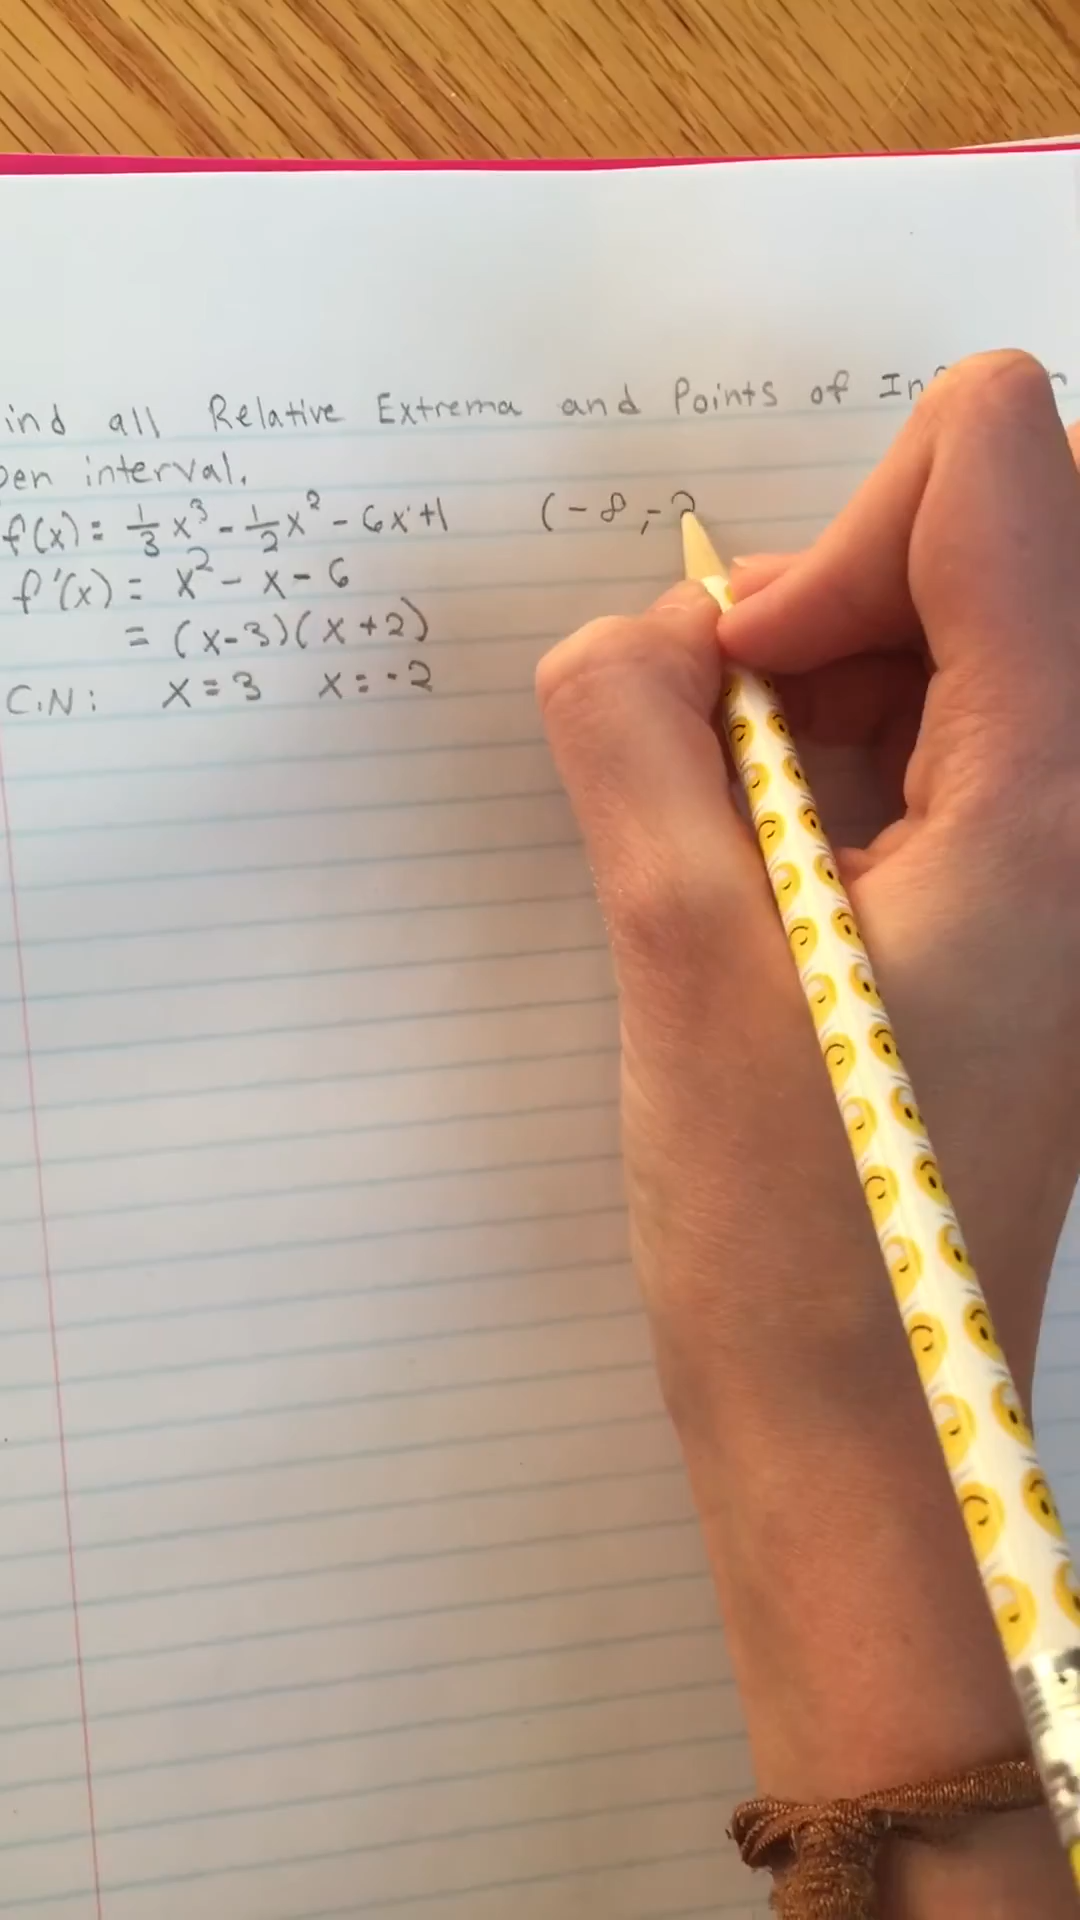 ind all Relative Extrema and Points of In
pen interval.
f(x) = 1/3 x³ - 1/2 x² - 6x + 1 (-∞, -2
f'(x) = x² - x - 6
= (x-3)(x+2)
C.N: x = 3 x = -2